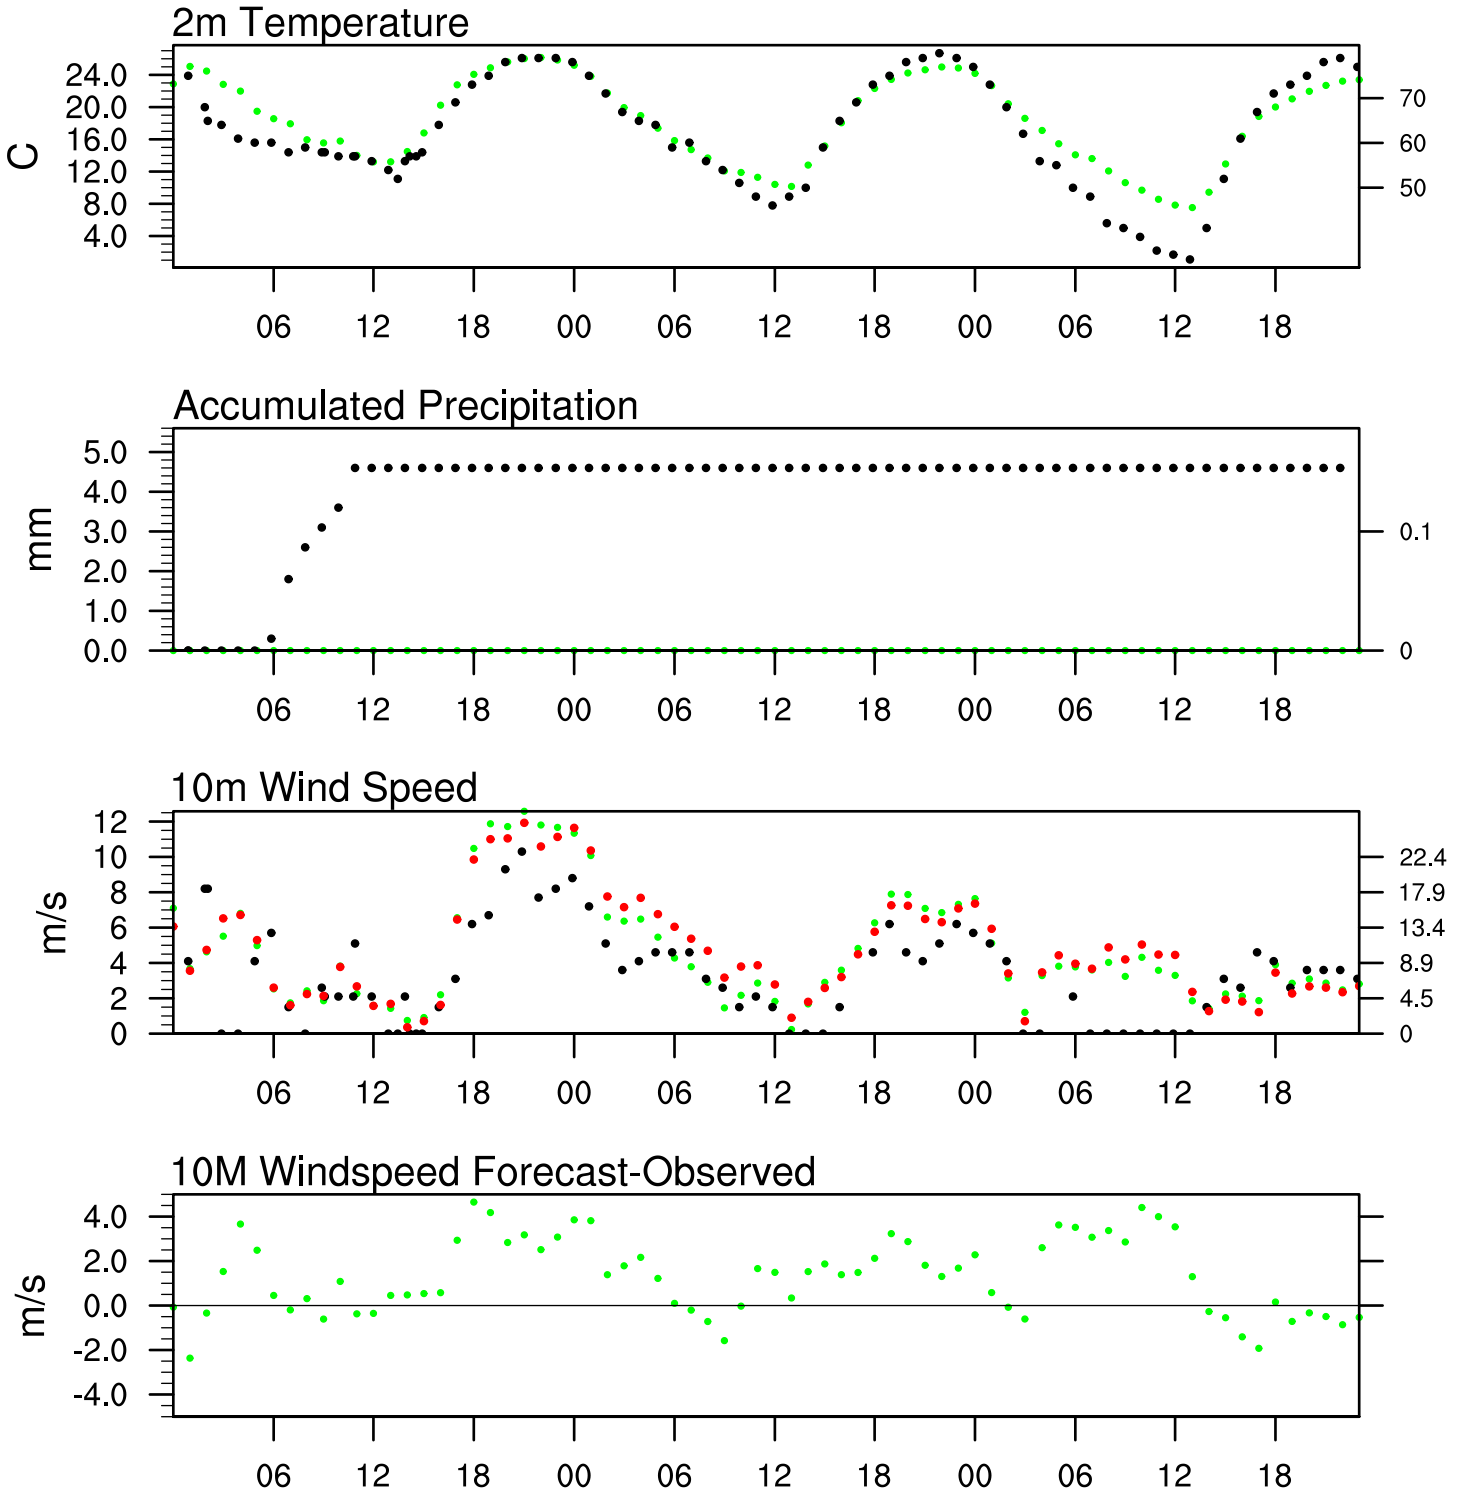 2m Temperature
24.0
20.0
16.0
12.0
8.0
4.0
C
70
60
50
06 12 18 00 06 12 18 00 06 12 18
Accumulated Precipitation
5.0
4.0
3.0
2.0
1.0
0.0
mm
0.1
0
06 12 18 00 06 12 18 00 06 12 18
10m Wind Speed
12
10
8
6
4
2
0
m/s
22.4
17.9
13.4
8.9
4.5
0
06 12 18 00 06 12 18 00 06 12 18
10M Windspeed Forecast-Observed
4.0
2.0
0.0
-2.0
-4.0
m/s
06 12 18 00 06 12 18 00 06 12 18